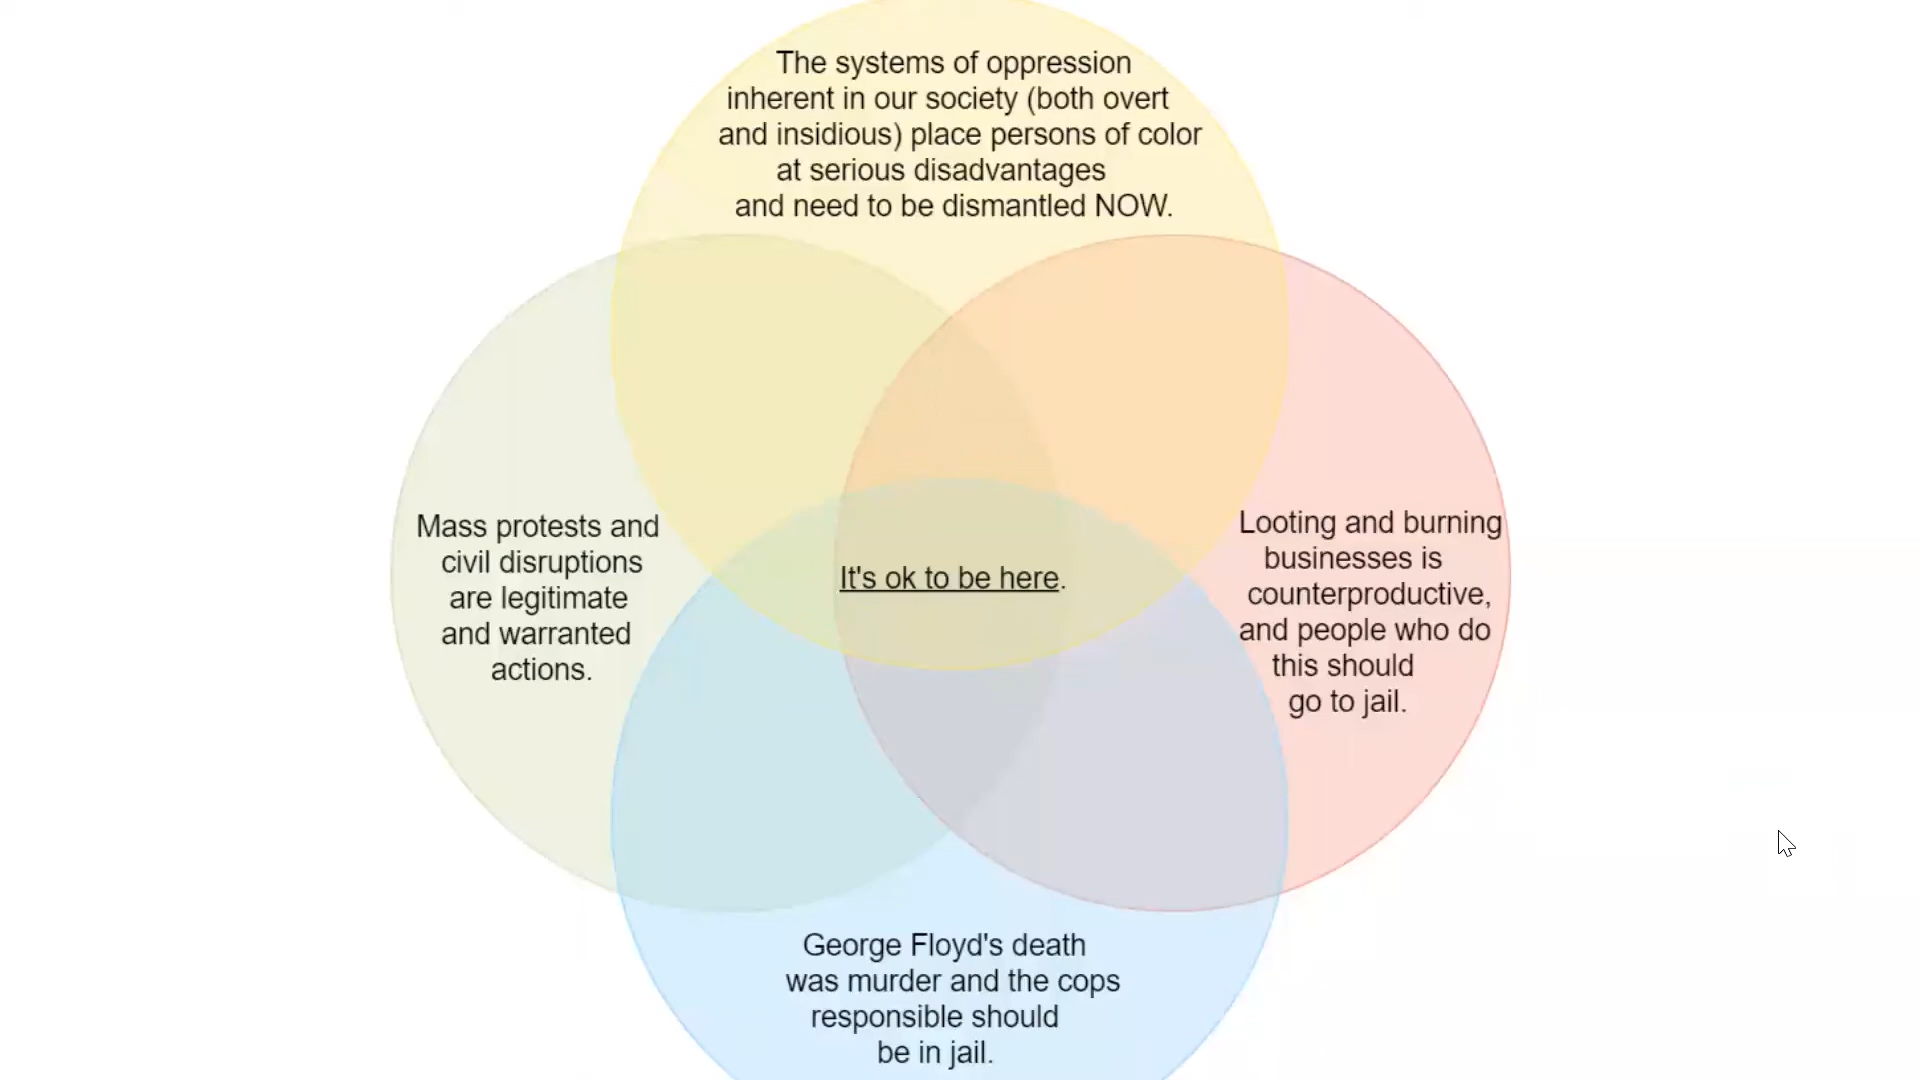 The systems of oppression
inherent in our society (both overt
and insidious) place persons of color
at serious disadvantages
and need to be dismantled NOW.
Mass protests and
civil disruptions
are legitimate
and warranted
actions.
It's ok to be here.
Looting and burning
businesses is
counterproductive,
and people who do
this should
go to jail.
George Floyd's death
was murder and the cops
responsible should
be in jail.